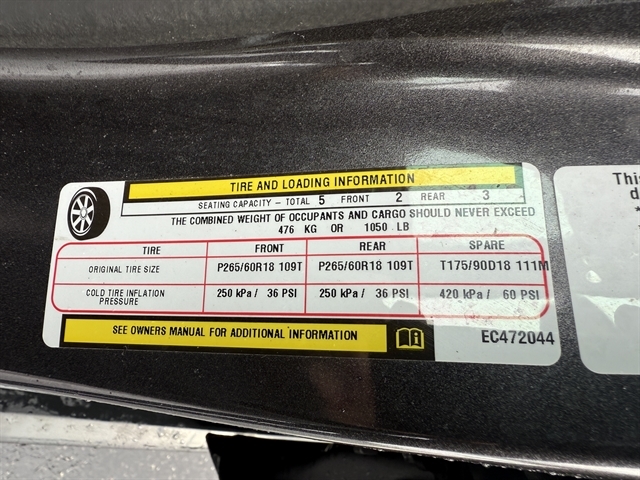 TIRE AND LOADING INFORMATION
SEATING CAPACITY – TOTAL 5 FRONT 2 REAR 3
THE COMBINED WEIGHT OF OCCUPANTS AND CARGO SHOULD NEVER EXCEED
476 KG OR 1050 LB
TIRE FRONT REAR SPARE
ORIGINAL TIRE SIZE P265/60R18 109T P265/60R18 109T T175/90D18 111M
COLD TIRE INFLATION PRESSURE 250 kPa / 36 PSI 250 kPa / 36 PSI 420 kPa / 60 PSI
SEE OWNERS MANUAL FOR ADDITIONAL INFORMATION
EC472044
This
d